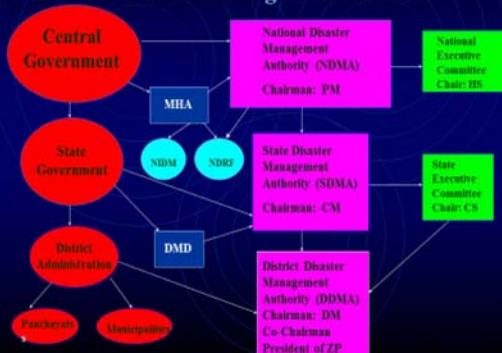 Central
Government
National Disaster
Management
Authority (NDMA)
Chairman: PM
National
Executive
Committee
Chair: HS
MHA
NIDM
NDRF
State
Government
State Disaster
Management
Authority (SDMA)
Chairman: CM
State
Executive
Committee
Chair: CS
DMD
District
Administration
District Disaster
Management
Authority (DDMA)
Chairman: DM
Co-Chairman
President of ZP
Panchayats
Municipalities